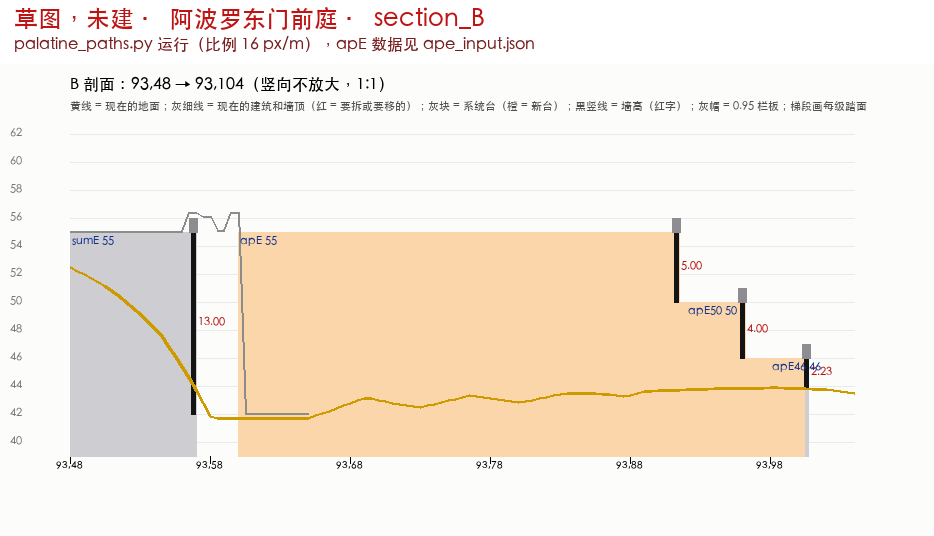 草图，未建 · 阿波罗东门前庭 · section_B
palatine_paths.py 运行（比例 16 px/m），apE 数据见 ape_input.json
B 剖面：93,48 → 93,104（竖向不放大，1:1）
黄线 = 现在的地面；灰细线 = 现在的建筑和墙顶（红 = 要拆或要移的）；灰块 = 系统台（橙 = 新台）；黑竖线 = 墙高（红字）；灰帽 = 0.95 栏板；梯段画每级踏面
62
60
58
56
54
52
50
48
46
44
42
40
sumE 55
apE 55
13.00
5.00
apE50 50
4.00
apE46 46
2.23
93,48
93,58
93,68
93,78
93,88
93,98